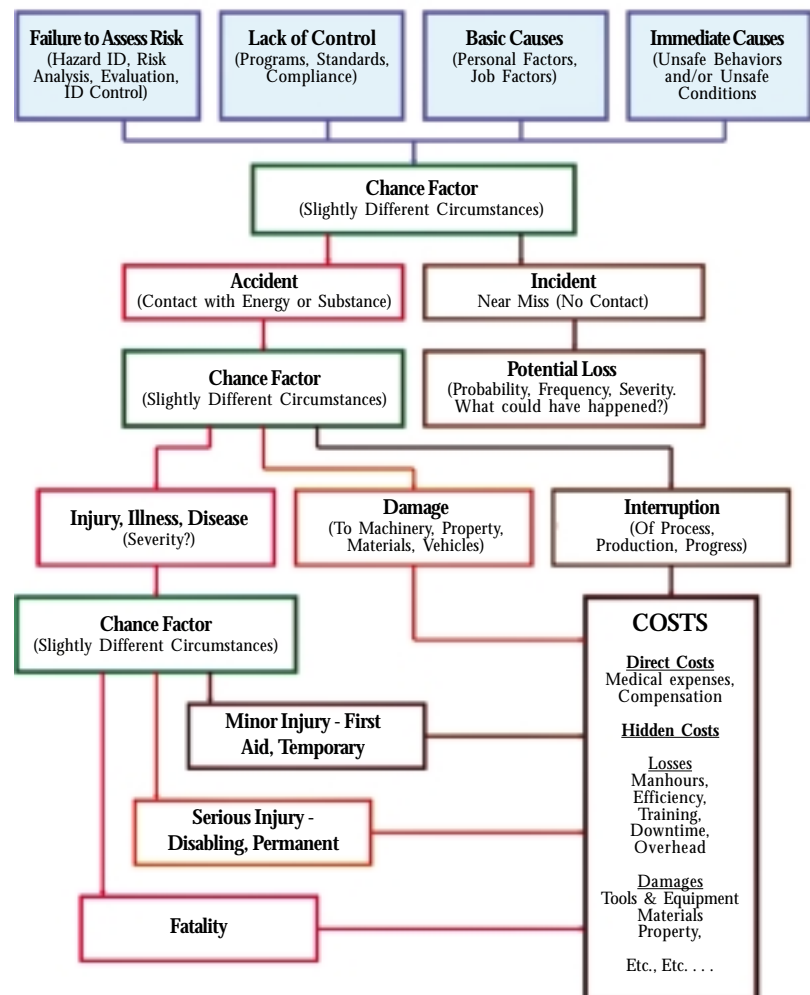 Failure to Assess Risk
(Hazard ID, Risk
Analysis, Evaluation,
ID Control)
Lack of Control
(Programs, Standards,
Compliance)
Basic Causes
(Personal Factors,
Job Factors)
Immediate Causes
(Unsafe Behaviors
and/or Unsafe
Conditions
Chance Factor
(Slightly Different Circumstances)
Accident
(Contact with Energy or Substance)
Incident
Near Miss (No Contact)
Chance Factor
(Slightly Different Circumstances)
Potential Loss
(Probability, Frequency, Severity.
What could have happened?)
Injury, Illness, Disease
(Severity?)
Damage
(To Machinery, Property,
Materials, Vehicles)
Interruption
(Of Process,
Production, Progress)
Chance Factor
(Slightly Different Circumstances)
Minor Injury - First
Aid, Temporary
Serious Injury -
Disabling, Permanent
Fatality
COSTS
Direct Costs
Medical expenses,
Compensation
Hidden Costs
Losses
Manhours,
Efficiency,
Training,
Downtime,
Overhead
Damages
Tools & Equipment
Materials
Property,
Etc., Etc. . . .